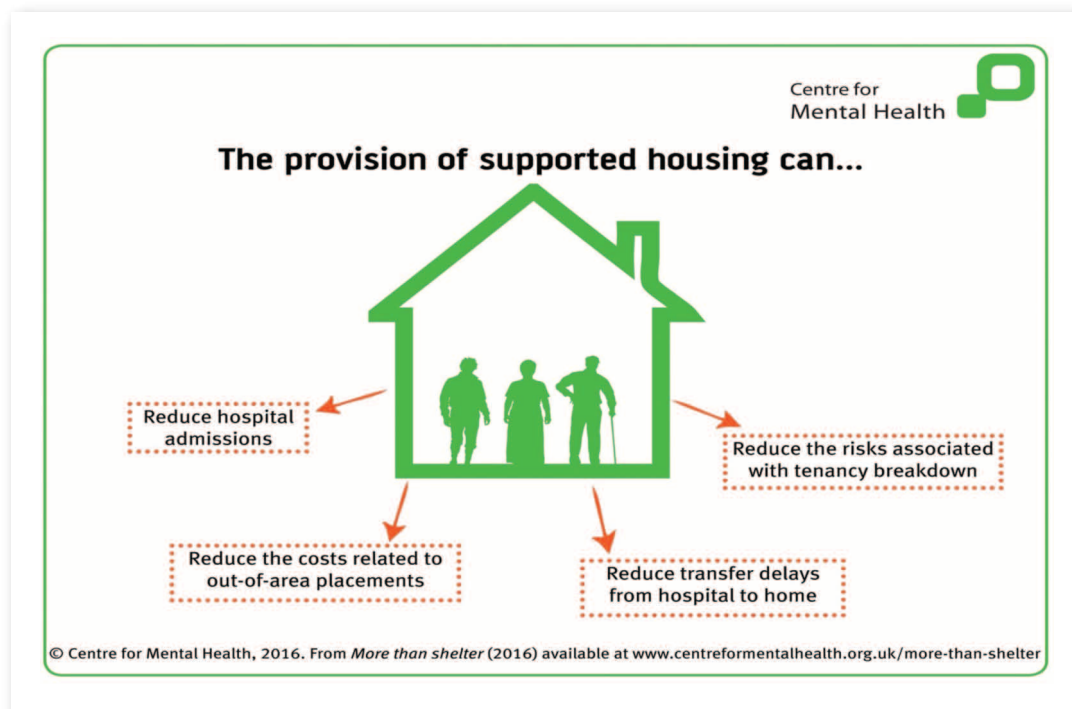 Centre for
Mental Health
The provision of supported housing can...
Reduce hospital
admissions
Reduce the risks associated
with tenancy breakdown
Reduce the costs related to
out-of-area placements
Reduce transfer delays
from hospital to home
© Centre for Mental Health, 2016. From More than shelter (2016) available at www.centreformentalhealth.org.uk/more-than-shelter